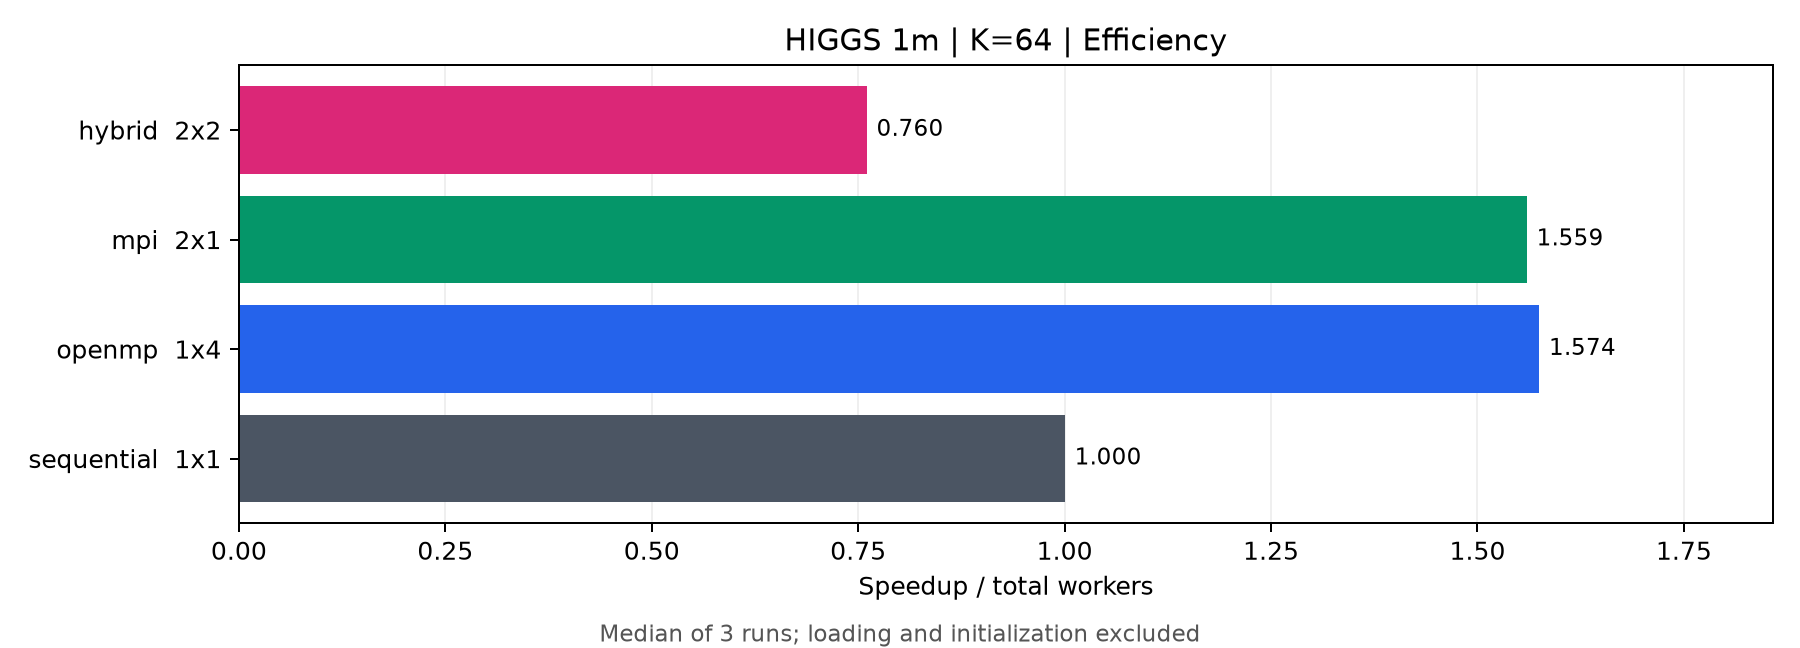 HIGGS 1m | K=64 | Efficiency
hybrid 2x2
0.760
mpi 2x1
1.559
openmp 1x4
1.574
sequential 1x1
1.000
0.00 0.25 0.50 0.75 1.00 1.25 1.50 1.75
Speedup / total workers
Median of 3 runs; loading and initialization excluded